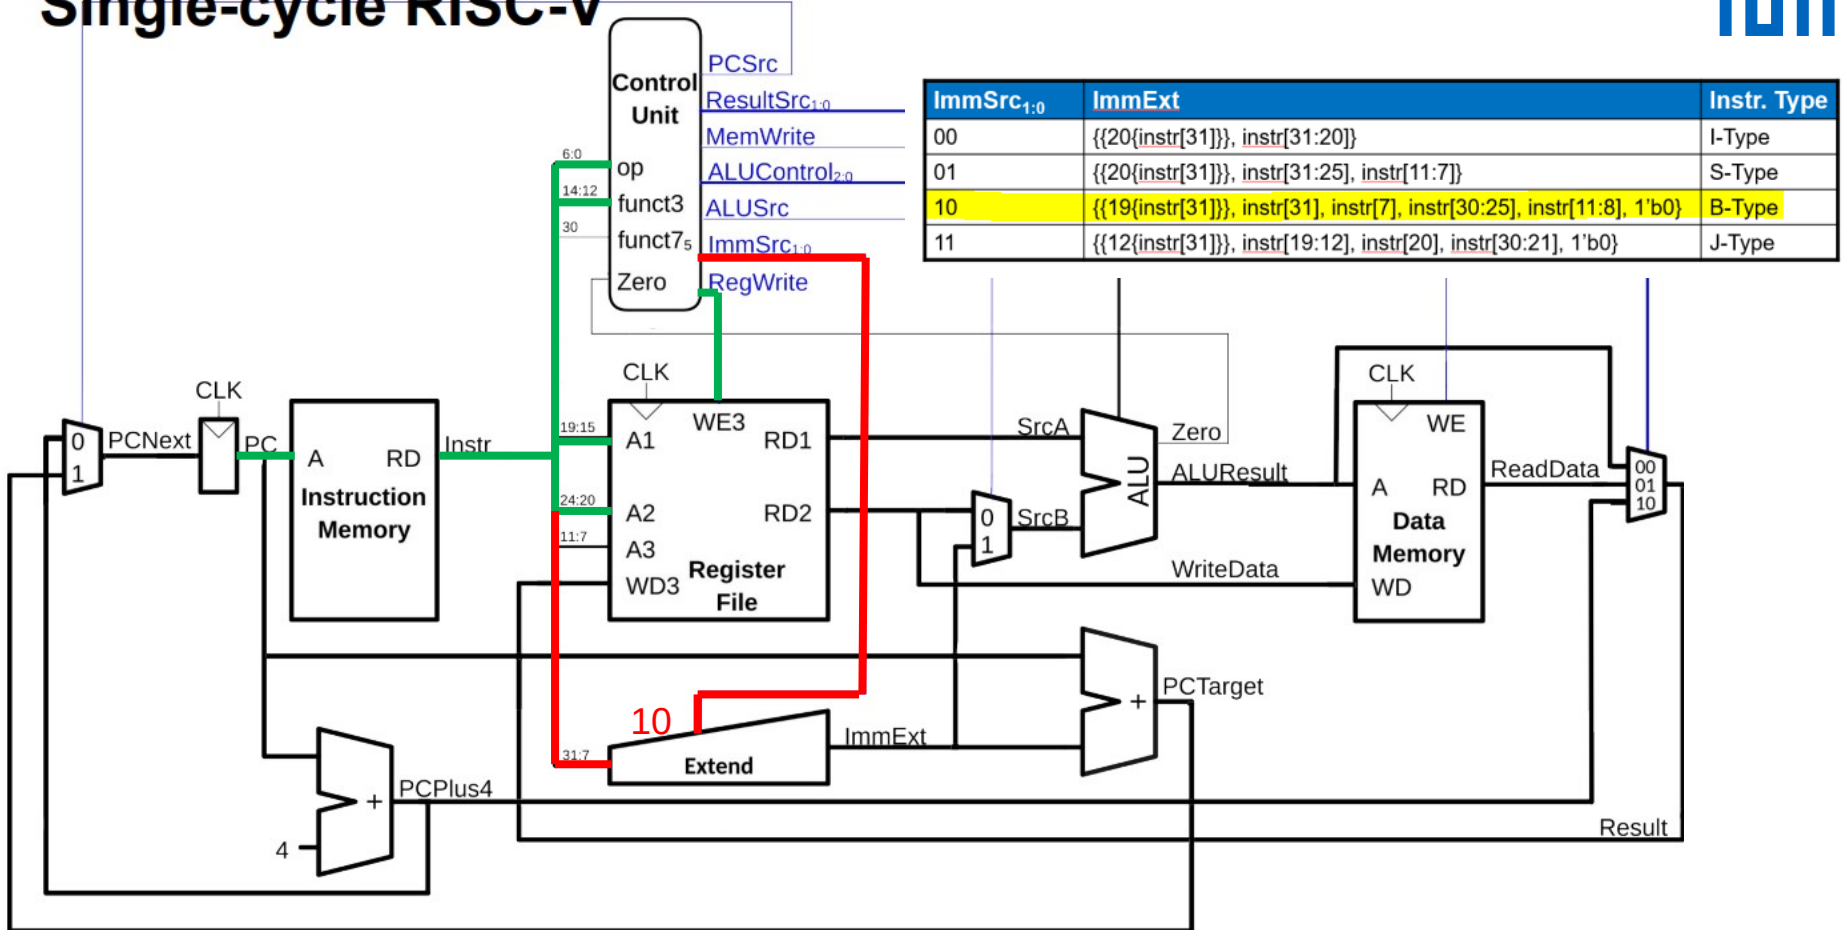 Single-cycle RISC-V
TUM
Control
Unit
op
funct3
funct7₅
Zero
6:0
14:12
30
PCSrc
ResultSrc₁:₀
MemWrite
ALUControl₂:₀
ALUSrc
ImmSrc₁:₀
RegWrite
ImmSrc₁:₀ ImmExt Instr. Type
00 {{20{instr[31]}}, instr[31:20]} I-Type
01 {{20{instr[31]}}, instr[31:25], instr[11:7]} S-Type
10 {{19{instr[31]}}, instr[31], instr[7], instr[30:25], instr[11:8], 1'b0} B-Type
11 {{12{instr[31]}}, instr[19:12], instr[20], instr[30:21], 1'b0} J-Type
0
1
PCNext
CLK
PC
A RD
Instruction
Memory
Instr
19:15
24:20
11:7
31:7
CLK
WE3
A1 RD1
A2 RD2
A3
WD3
Register
File
SrcA
0
1
SrcB
ALU
Zero
ALUResult
WriteData
CLK
WE
A RD
Data
Memory
WD
ReadData
00
01
10
10
Extend
ImmExt
+
PCTarget
+
PCPlus4
4
Result